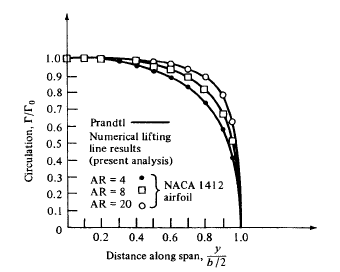 Circulation, Γ/Γ₀
1.0
0.9
0.8
0.7
0.6
0.5
0.4
0.3
0.2
0.1
0
Prandtl
Numerical lifting
line results
(present analysis)
AR = 4
AR = 8
AR = 20
NACA 1412
airfoil
0.2 0.4 0.6 0.8 1.0
Distance along span, y / b/2